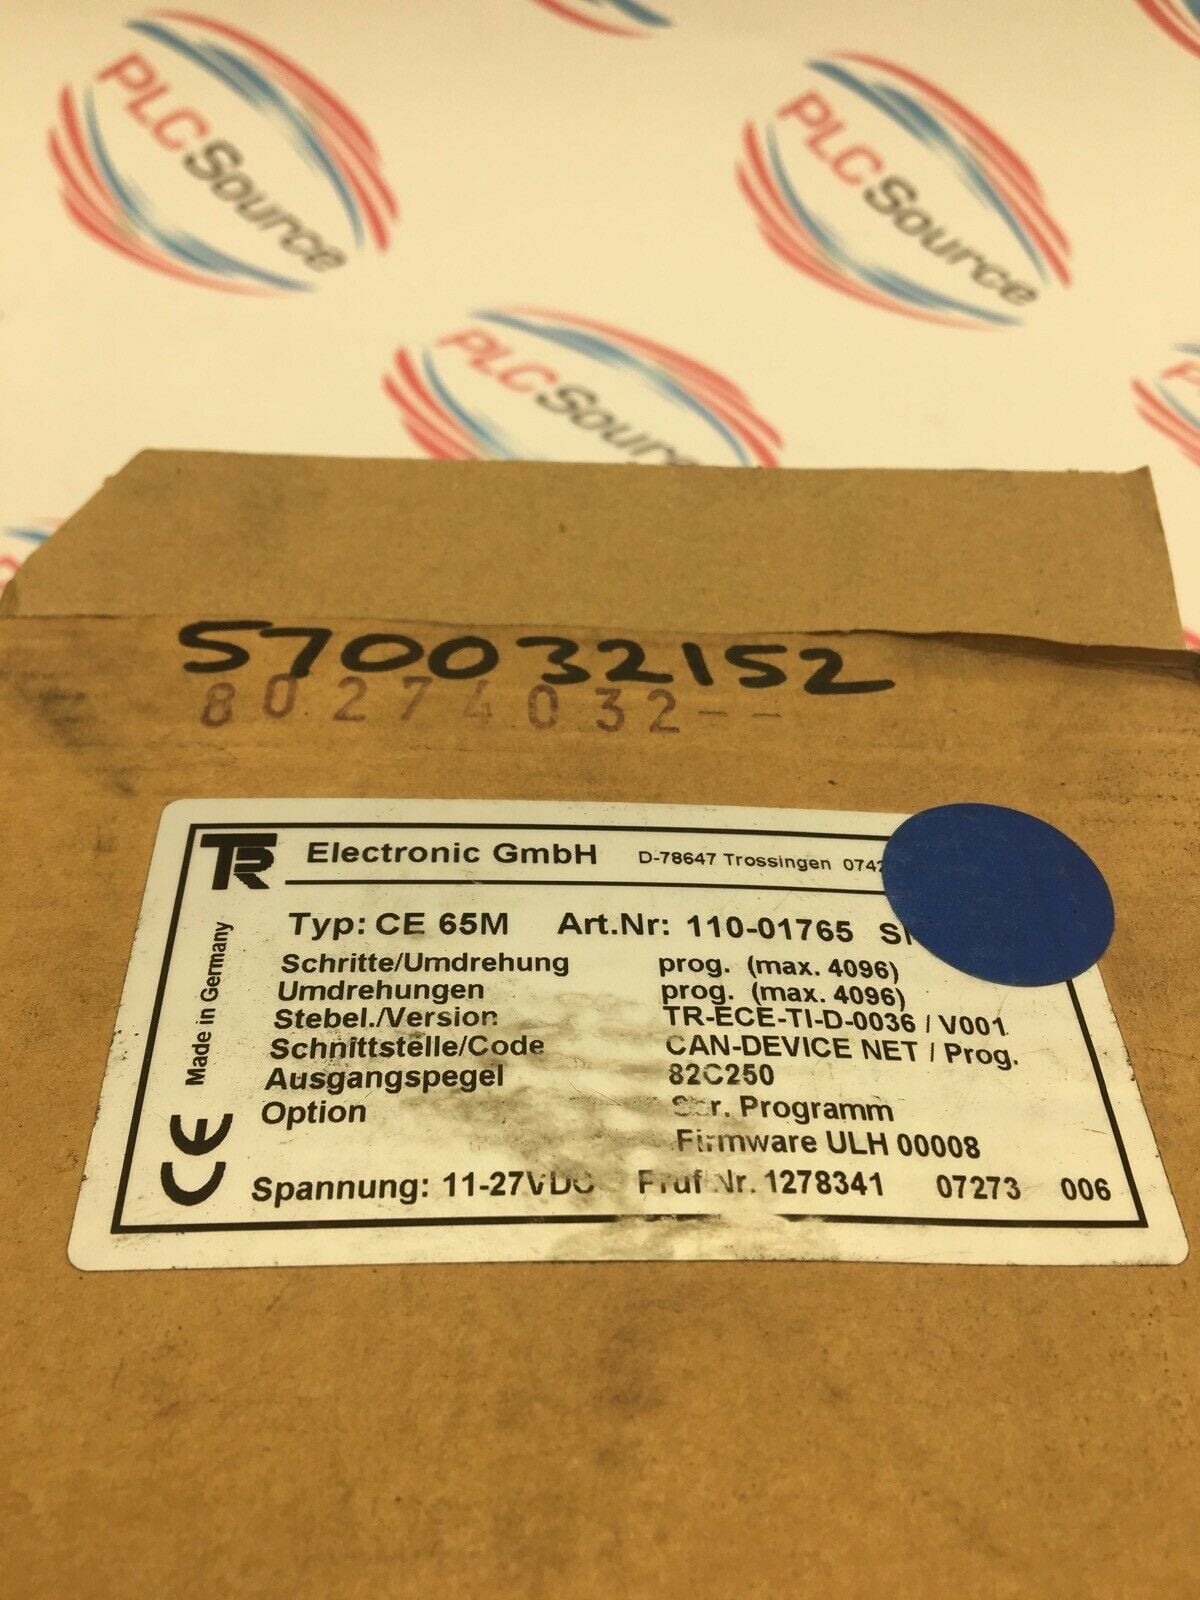 PLC Source
PLC Source
PLC Source
570032152
80274032--
TR Electronic GmbH D-78647 Trossingen
Typ: CE 65M Art.Nr: 110-01765
Schritte/Umdrehung prog. (max. 4096)
Umdrehungen prog. (max. 4096)
Stebel./Version TR-ECE-TI-D-0036 / V001
Schnittstelle/Code CAN-DEVICE NET / Prog.
Ausgangspegel 82C250
Option Programm
Firmware ULH 00008
Spannung: 11-27VDC Prüf Nr. 1278341 07273 006
Made in Germany
CE